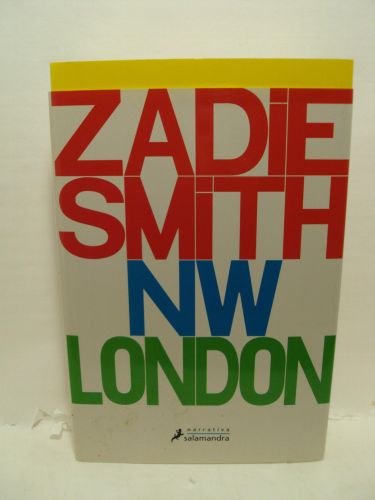 ZADiE
SMiTH
NW
LONDON
narrativa
salamandra